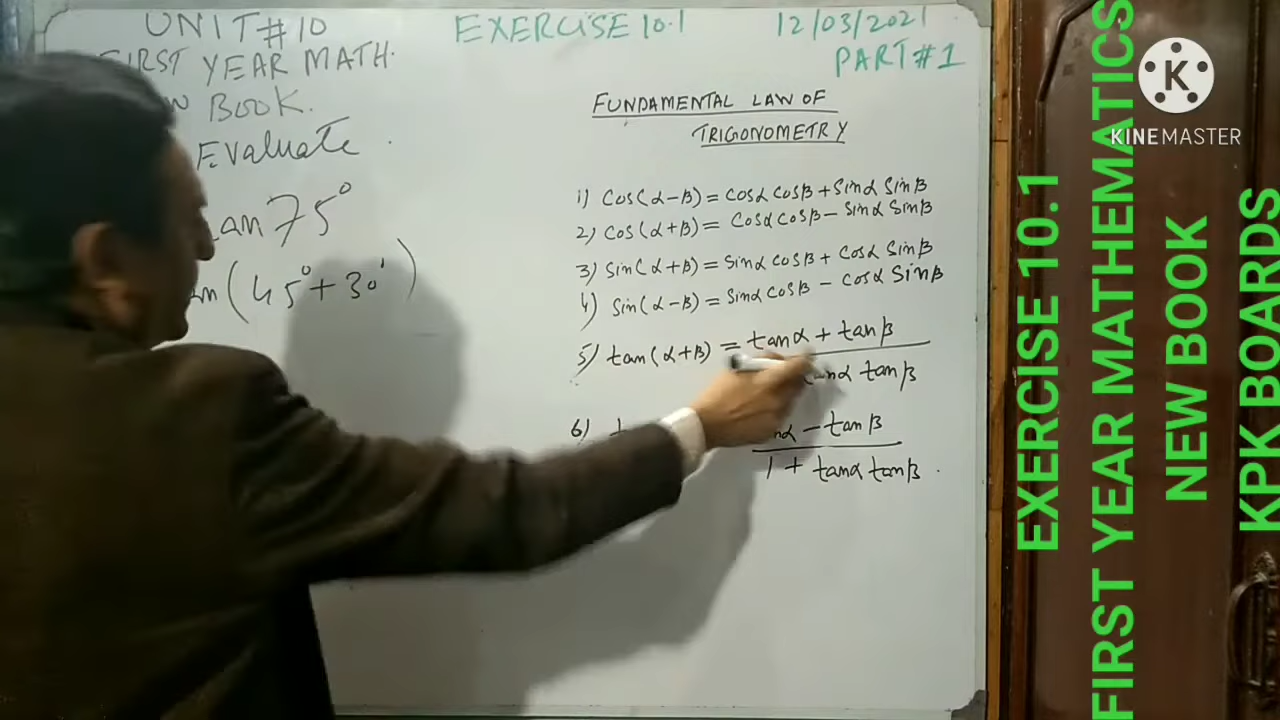 UNIT#10
FIRST YEAR MATH.
BOOK.
Evaluate
tan 75°
(45°+30°)
EXERCISE 10.1
12/03/2021
PART#1
FUNDAMENTAL LAW OF
TRIGONOMETRY
1) Cos(α-β) = Cosα Cosβ + Sinα Sinβ
2) Cos(α+β) = Cosα Cosβ - Sinα Sinβ
3) Sin(α+β) = Sinα Cosβ + Cosα Sinβ
4) Sin(α-β) = Sinα Cosβ - Cosα Sinβ
5) tan(α+β) = tanα + tanβ
tanα tanβ
6) - tanβ
1 + tanα tanβ.
KINEMASTER
EXERCISE 10.1
FIRST YEAR MATHEMATICS
NEW BOOK
KPK BOARDS